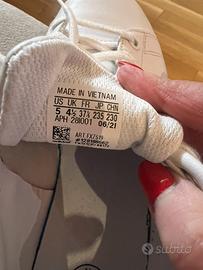 MADE IN VIETNAM
US UK FR JP CHN
5 4½ 37⅓ 235 230
APH 281001 06/21
ART FX7519
subito